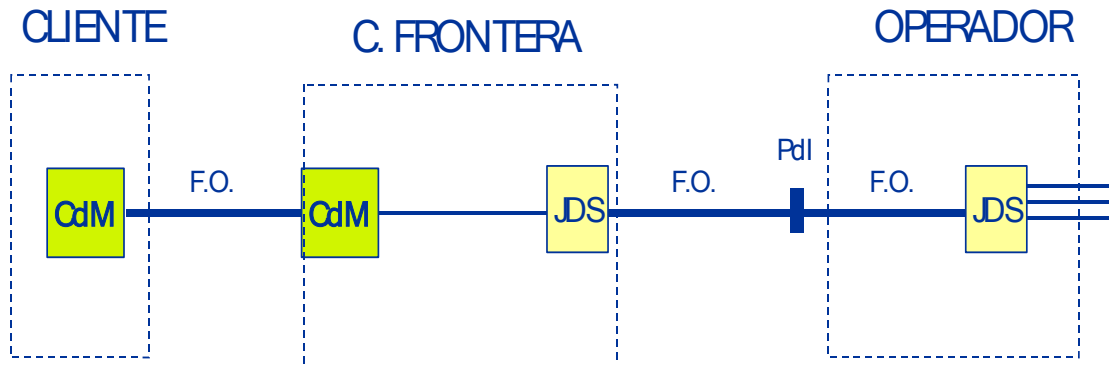 CLIENTE
C. FRONTERA
OPERADOR
PdI
F.O.
F.O.
F.O.
CdM
CdM
JDS
JDS